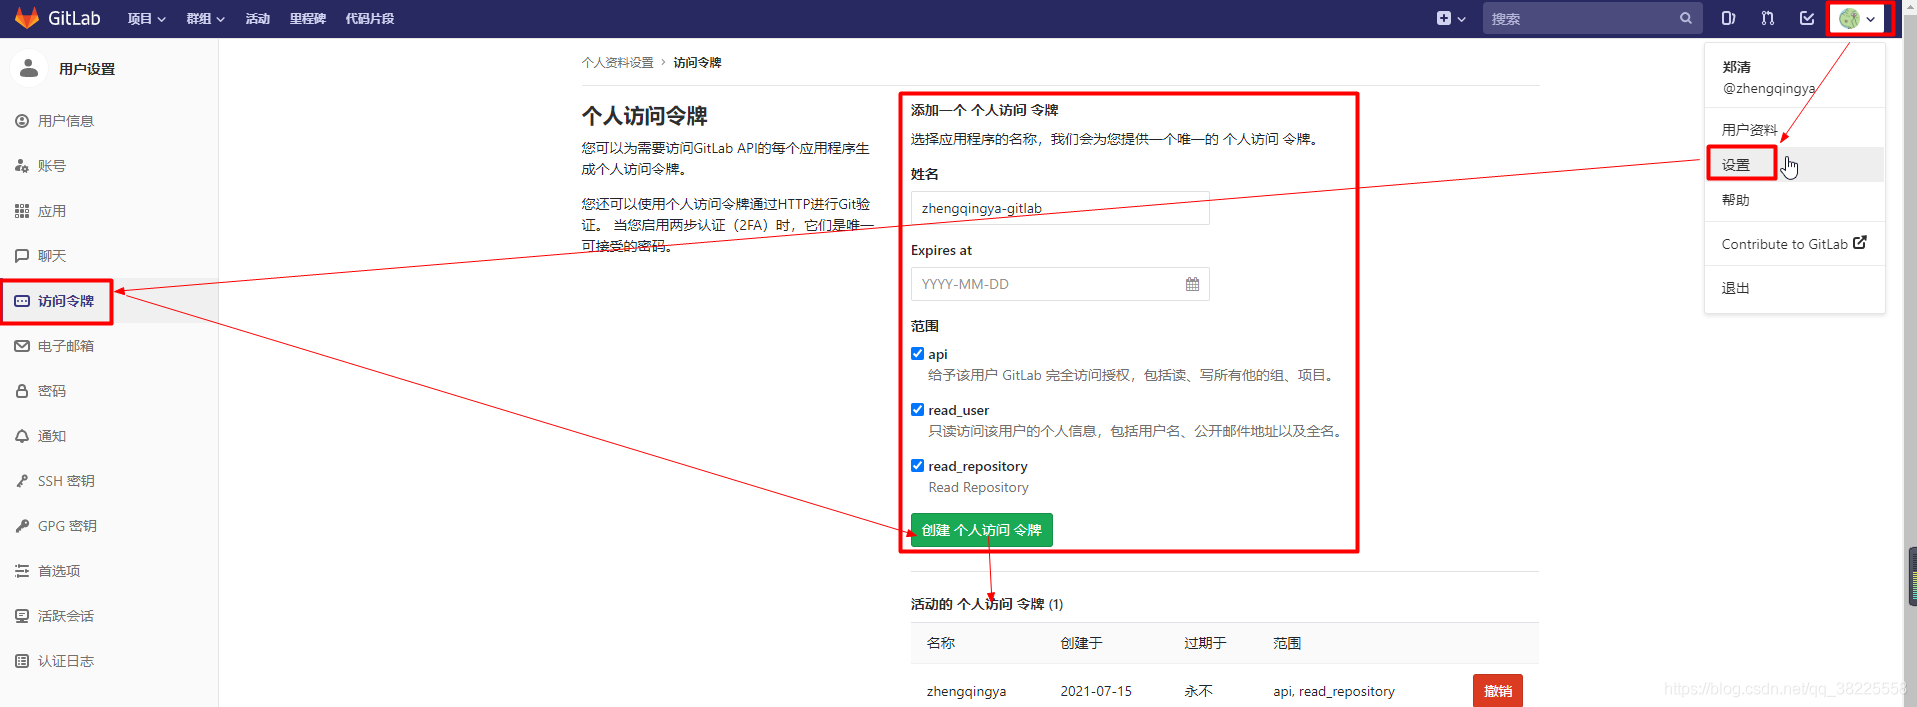 GitLab 项目 群组 活动 里程碑 代码片段 搜索
用户设置
用户信息
账号
应用
聊天
访问令牌
电子邮箱
密码
通知
SSH 密钥
GPG 密钥
首选项
活跃会话
认证日志
个人资料设置 › 访问令牌
个人访问令牌
您可以为需要访问GitLab API的每个应用程序生
成个人访问令牌。
您还可以使用个人访问令牌通过HTTP进行Git验
证。 当您启用两步认证（2FA）时，它们是唯一
可接受的密码。
添加一个 个人访问 令牌
选择应用程序的名称，我们会为您提供一个唯一的 个人访问 令牌。
姓名
zhengqingya-gitlab
Expires at
YYYY-MM-DD
范围
api
给予该用户 GitLab 完全访问授权，包括读、写所有他的组、项目。
read_user
只读访问该用户的个人信息，包括用户名、公开邮件地址以及全名。
read_repository
Read Repository
创建 个人访问 令牌
活动的 个人访问 令牌 (1)
名称 创建于 过期于 范围
zhengqingya 2021-07-15 永不 api, read_repository 撤销
郑清
@zhengqingya
用户资料
设置
帮助
Contribute to GitLab
退出
https://blog.csdn.net/qq_38225558